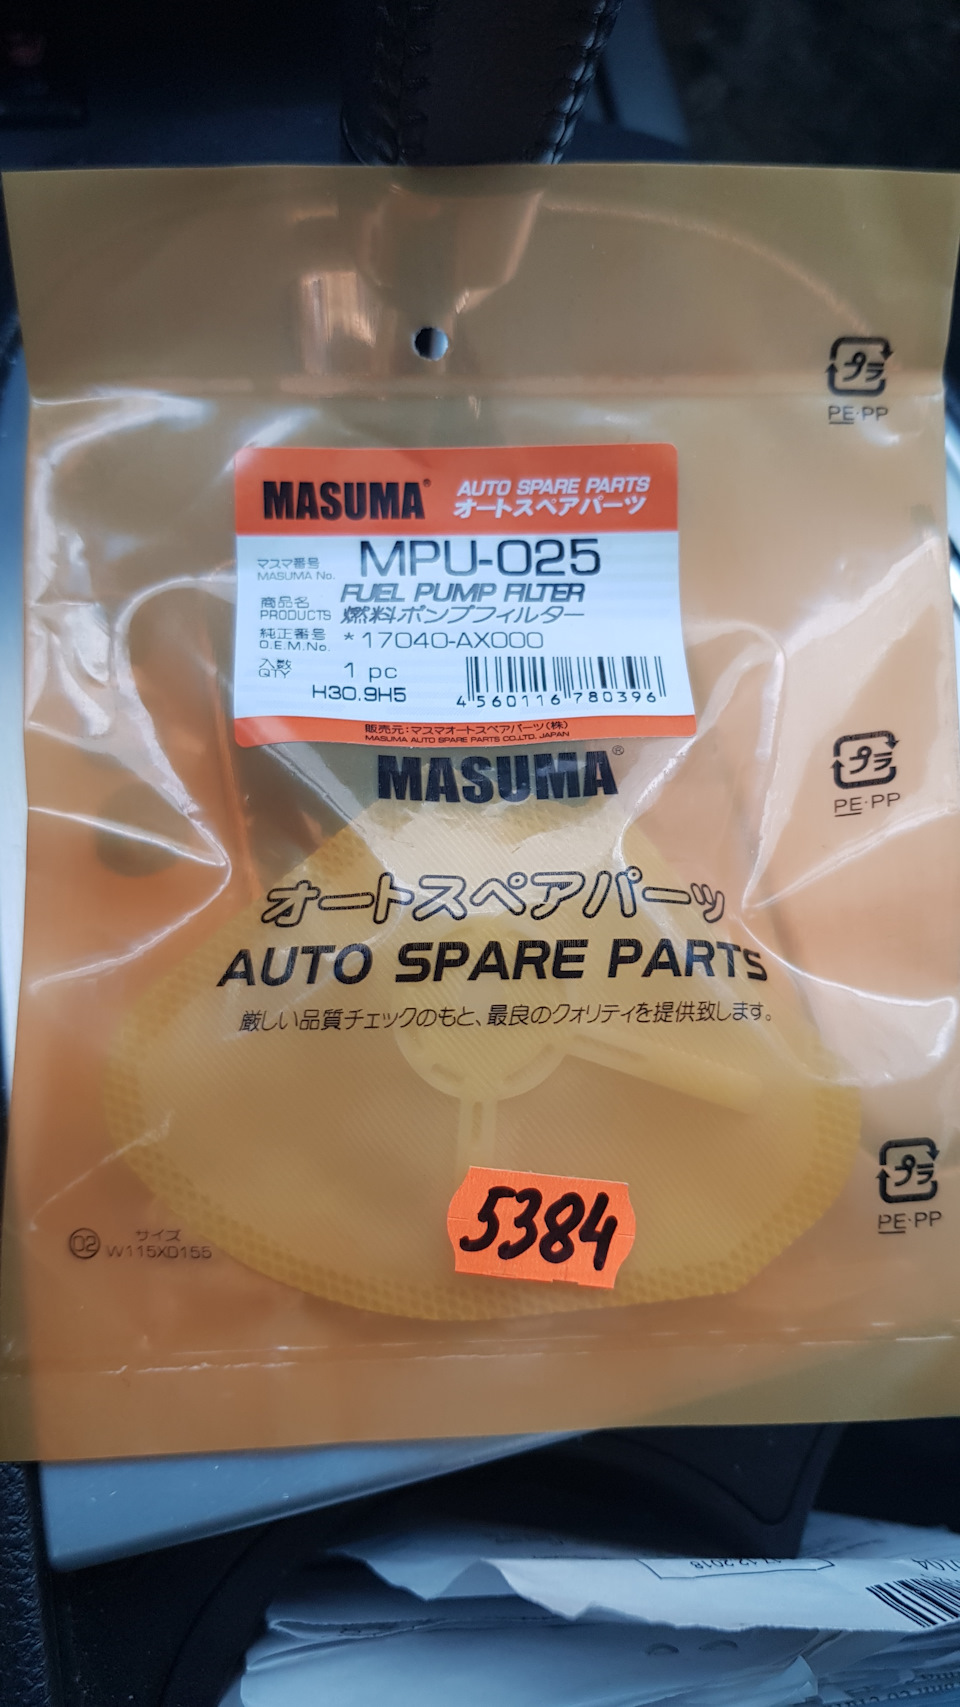 プラ
PE·PP
MASUMA®
AUTO SPARE PARTS
オートスペアパーツ
マスマ番号
MASUMA No.
MPU-025
商品名
PRODUCTS
FUEL PUMP FILTER
燃料ポンプフィルター
純正番号
O.E.M.No.
*17040-AX000
入数
QTY
1 pc
H30.9H5
4 560116 780396
販売元:マスマオートスペアパーツ(株)
MASUMA AUTO SPARE PARTS CO.,LTD. JAPAN
MASUMA®
プラ
PE·PP
オートスペアパーツ
AUTO SPARE PARTS
厳しい品質チェックのもと、最良のクォリティを提供致します。
プラ
PE·PP
5384
02
サイズ
W115XD155
17.12.2018